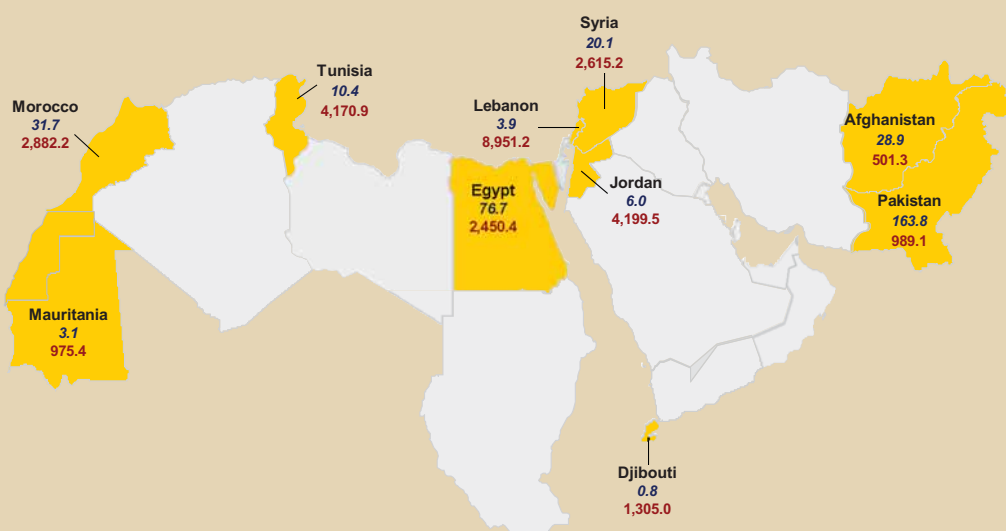 Syria
20.1
2,615.2
Tunisia
10.4
4,170.9
Morocco
31.7
2,882.2
Lebanon
3.9
8,951.2
Afghanistan
28.9
501.3
Egypt
76.7
2,450.4
Jordan
6.0
4,199.5
Pakistan
163.8
989.1
Mauritania
3.1
975.4
Djibouti
0.8
1,305.0